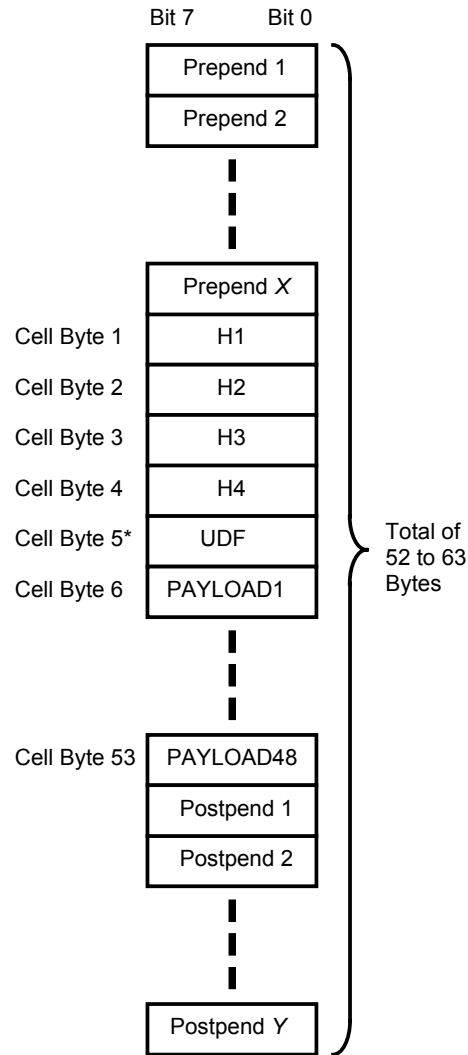 Bit 7 Bit 0
Prepend 1
Prepend 2
Prepend X
Cell Byte 1 H1
Cell Byte 2 H2
Cell Byte 3 H3
Cell Byte 4 H4
Cell Byte 5* UDF
Cell Byte 6 PAYLOAD1
Total of
52 to 63
Bytes
Cell Byte 53 PAYLOAD48
Postpend 1
Postpend 2
Postpend Y